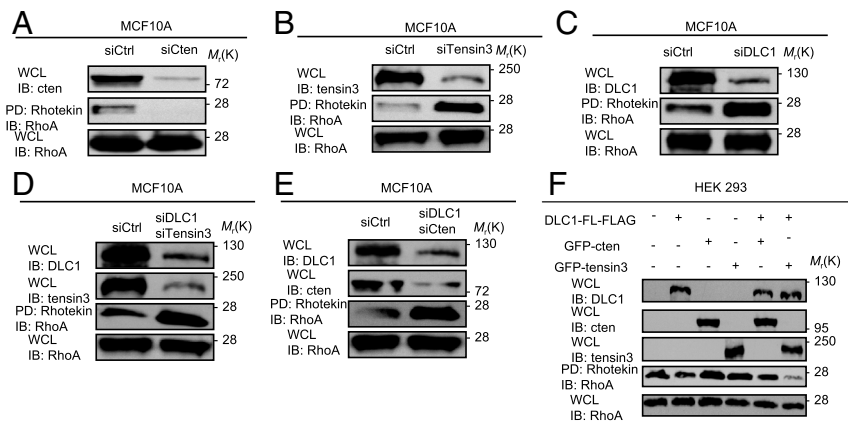 A
MCF10A
siCtrl siCten Mr(K)
WCL
IB: cten
72
PD: Rhotekin
IB: RhoA
28
WCL
IB: RhoA
28
B
MCF10A
siCtrl siTensin3 Mr(K)
WCL
IB: tensin3
250
PD: Rhotekin
IB: RhoA
28
WCL
IB: RhoA
28
C
MCF10A
siCtrl siDLC1 Mr(K)
WCL
IB: DLC1
130
PD: Rhotekin
IB: RhoA
28
WCL
IB: RhoA
28
D
MCF10A
siCtrl siDLC1 siTensin3 Mr(K)
WCL
IB: DLC1
130
WCL
IB: tensin3
250
PD: Rhotekin
IB: RhoA
28
WCL
IB: RhoA
28
E
MCF10A
siCtrl siDLC1 siCten Mr(K)
WCL
IB: DLC1
130
WCL
IB: cten
72
PD: Rhotekin
IB: RhoA
28
WCL
IB: RhoA
28
F
HEK 293
DLC1-FL-FLAG - + - - + +
GFP-cten - - + - + -
GFP-tensin3 - - - + - +
Mr(K)
WCL
IB: DLC1
130
WCL
IB: cten
95
WCL
IB: tensin3
250
PD: Rhotekin
IB: RhoA
28
WCL
IB: RhoA
28